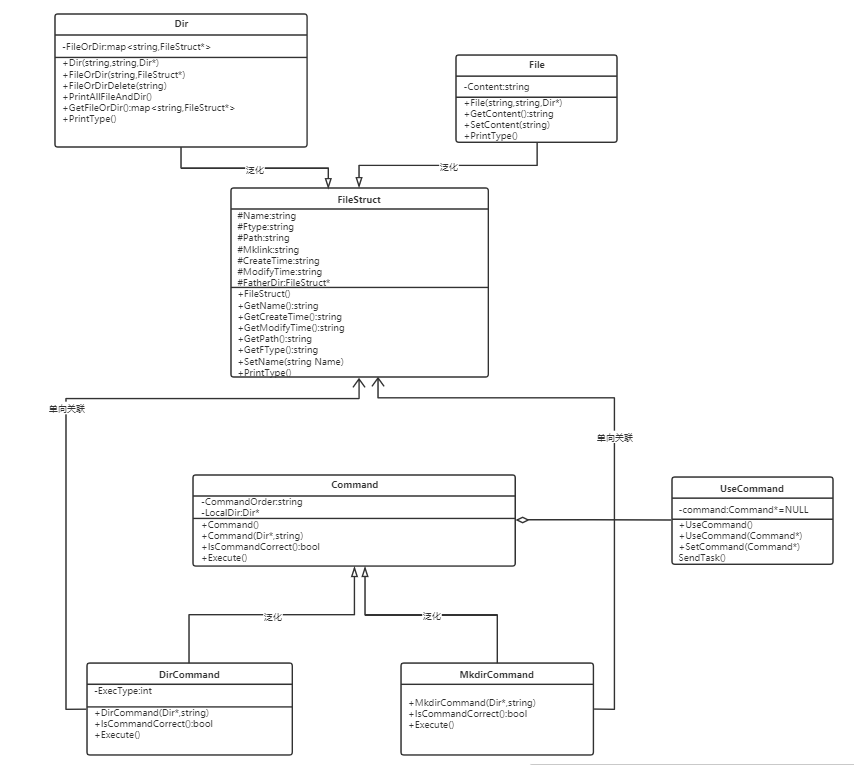 Dir
-FileOrDir:map<string,FileStruct*>
+Dir(string,string,Dir*)
+FileOrDir(string,FileStruct*)
+FileOrDirDelete(string)
+PrintAllFileAndDir()
+GetFileOrDir():map<string,FileStruct*>
+PrintType()
File
-Content:string
+File(string,string,Dir*)
+GetContent():string
+SetContent(string)
+PrintType()
泛化
泛化
FileStruct
#Name:string
#Ftype:string
#Path:string
#Mklink:string
#CreateTime:string
#ModifyTime:string
#FatherDir:FileStruct*
+FileStruct()
+GetName():string
+GetCreateTime():string
+GetModifyTime():string
+GetPath():string
+GetFType():string
+SetName(string Name)
+PrintType()
单向关联
单向关联
Command
-CommandOrder:string
-LocalDir:Dir*
+Command()
+Command(Dir*,string)
+IsCommandCorrect():bool
+Execute()
UseCommand
-command:Command*=NULL
+UseCommand()
+UseCommand(Command*)
+SetCommand(Command*)
SendTask()
泛化
泛化
DirCommand
-ExecType:int
+DirCommand(Dir*,string)
+IsCommandCorrect():bool
+Execute()
MkdirCommand
+MkdirCommand(Dir*,string)
+IsCommandCorrect():bool
+Execute()